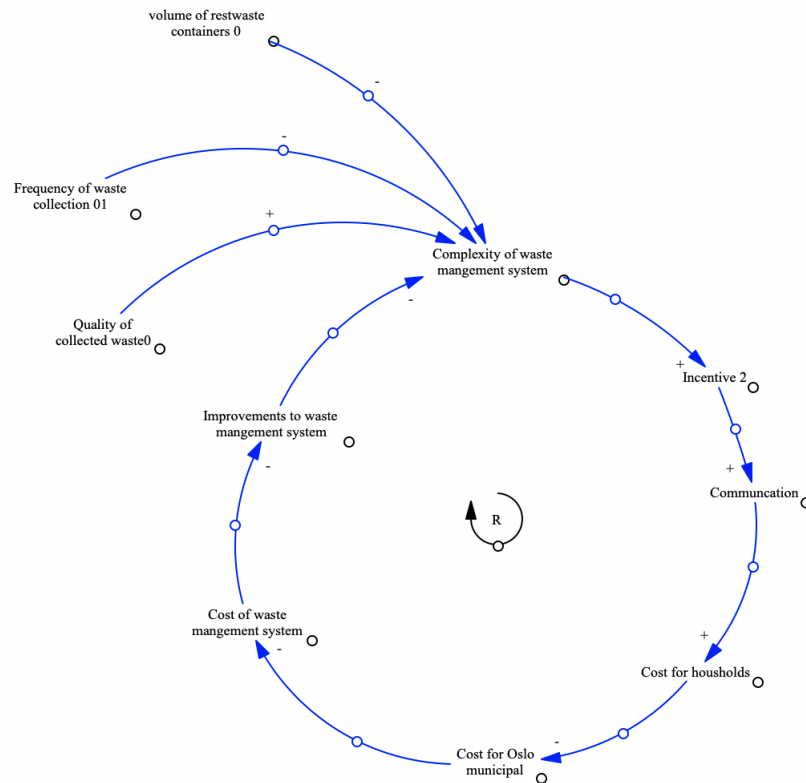 volume of restwaste
containers 0
-
-
Frequency of waste
collection 01
+
Complexity of waste
mangement system
-
Quality of
collected waste0
+
Incentive 2
Improvements to waste
mangement system
-
+
Communcation
R
Cost of waste
mangement system
-
+
Cost for housholds
-
Cost for Oslo
municipal